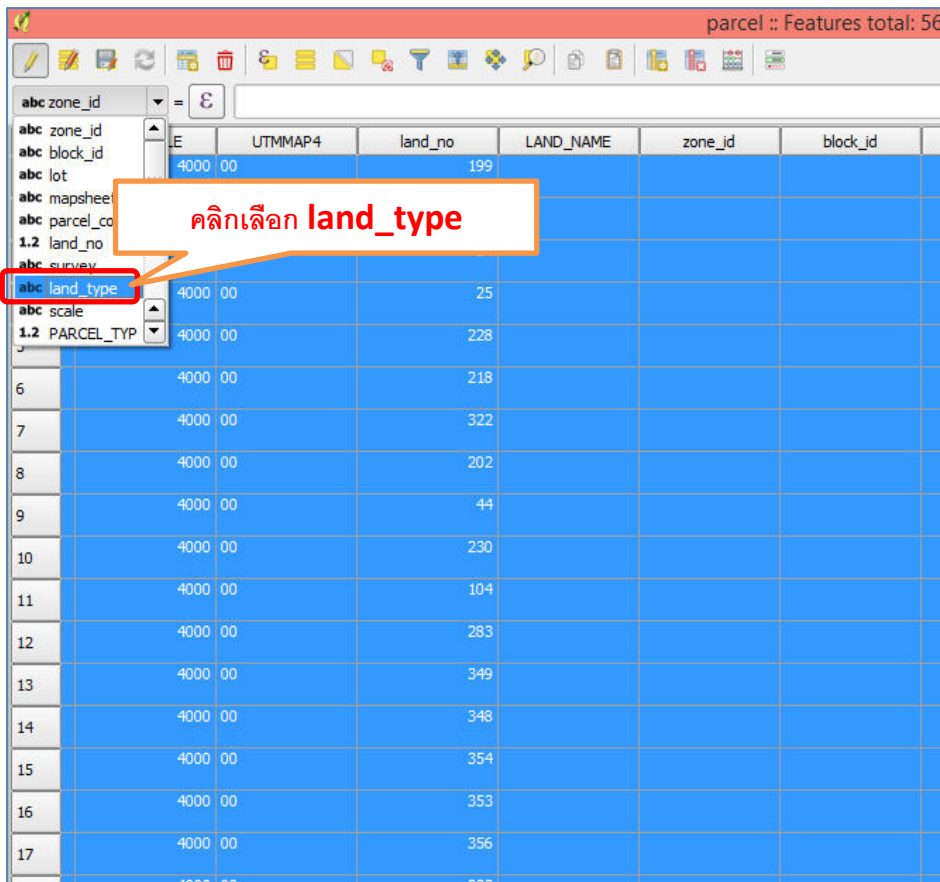 parcel :: Features total: 56
abc zone_id = ε
abc zone_id
abc block_id
abc lot
abc
abc
1.2 land_no
abc survey
abc land_type
abc scale
1.2 PARCEL_TYP
คลิกเลือก land_type
UTMMAP4 land_no LAND_NAME zone_id block_id
4000 00 199
4000 00 25
4000 00 228
6 4000 00 218
7 4000 00 322
8 4000 00 202
9 4000 00 44
10 4000 00 230
11 4000 00 104
12 4000 00 283
13 4000 00 349
14 4000 00 348
15 4000 00 354
16 4000 00 353
17 4000 00 356